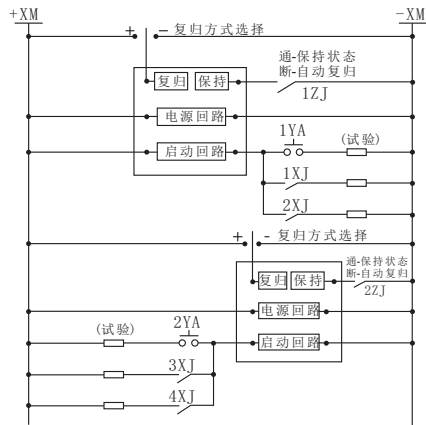 +XM
-XM
+ - 复归方式选择
通-保持状态
断-自动复归
复归 保持
1ZJ
电源回路
1YA
(试验)
启动回路
1XJ
2XJ
+ - 复归方式选择
通-保持状态
断-自动复归
复归 保持
2ZJ
电源回路
(试验)
2YA
启动回路
3XJ
4XJ